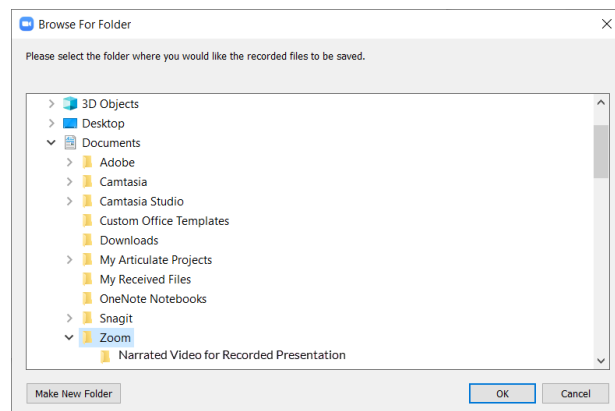 Browse For Folder
Please select the folder where you would like the recorded files to be saved.
3D Objects
Desktop
Documents
Adobe
Camtasia
Camtasia Studio
Custom Office Templates
Downloads
My Articulate Projects
My Received Files
OneNote Notebooks
Snagit
Zoom
Narrated Video for Recorded Presentation
Make New Folder OK Cancel